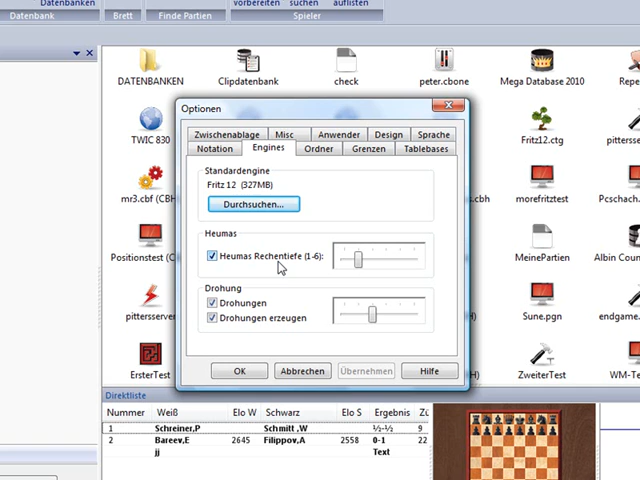 Datenbanken
vorbereiten suchen auflisten
Datenbank Brett Finde Partien Spieler
DATENBANKEN Clipdatenbank check peter.cbone Mega Database 2010 Repe
Optionen
TWIC 830
Zwischenablage Misc Anwender Design Sprache
Notation Engines Ordner Grenzen Tablebases
Fritz12.ctg pitterss
Standardengine
Fritz 12 (327MB)
Durchsuchen...
mr3.cbf (CBH cbh morefritztest Pcschach.
Heumas
Heumas Rechentiefe (1-6):
Positionstest (C MeinePartien Albin Coun
Drohung
Drohungen
Drohungen erzeugen
pittersserver Sune.pgn endgame.
OK Abbrechen Übernehmen Hilfe
ErsterTest ZweiterTest WM-Te
Direktliste
Nummer Weiß Elo W Schwarz Elo S Ergebnis Zü
1 Schreiner,P Schmitt ,W ½-½ 9
2 Bareev,E 2645 Filippov,A 2558 0-1 22
jj Text